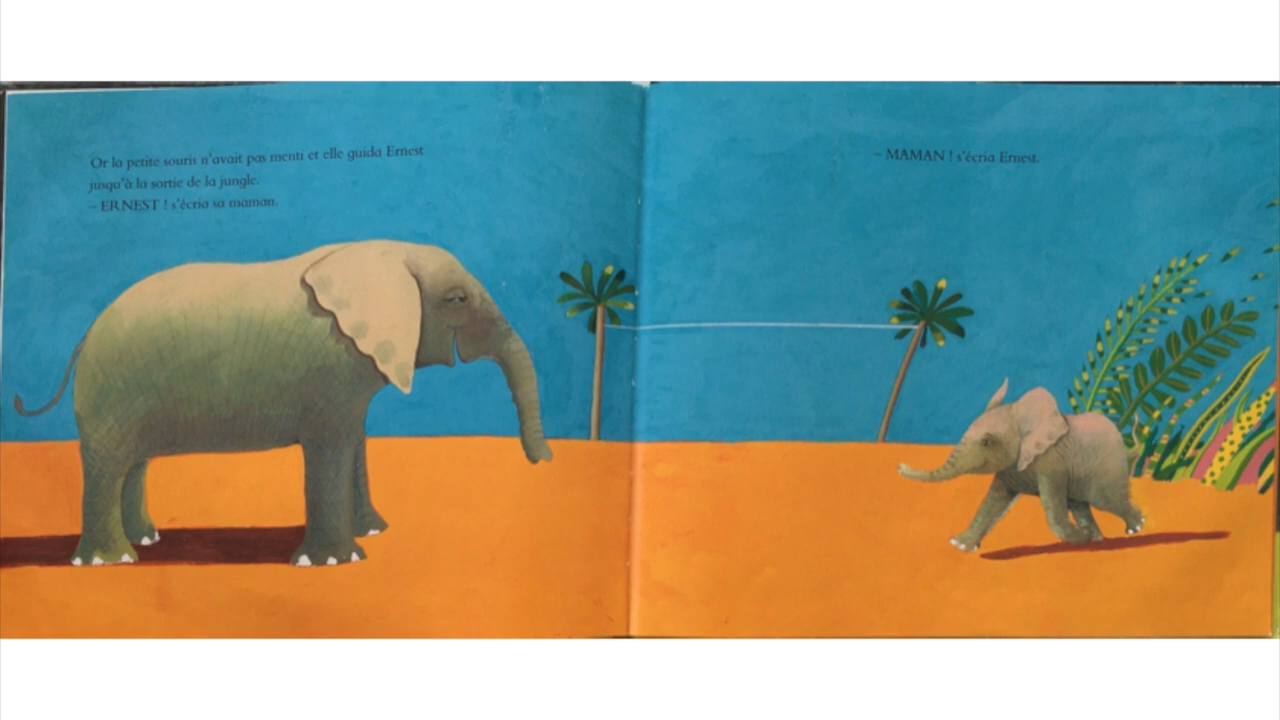 Or la petite souris n'avait pas menti et elle guida Ernest
jusqu'à la sortie de la jungle.
– ERNEST ! s'écria sa maman.
– MAMAN ! s'écria Ernest.